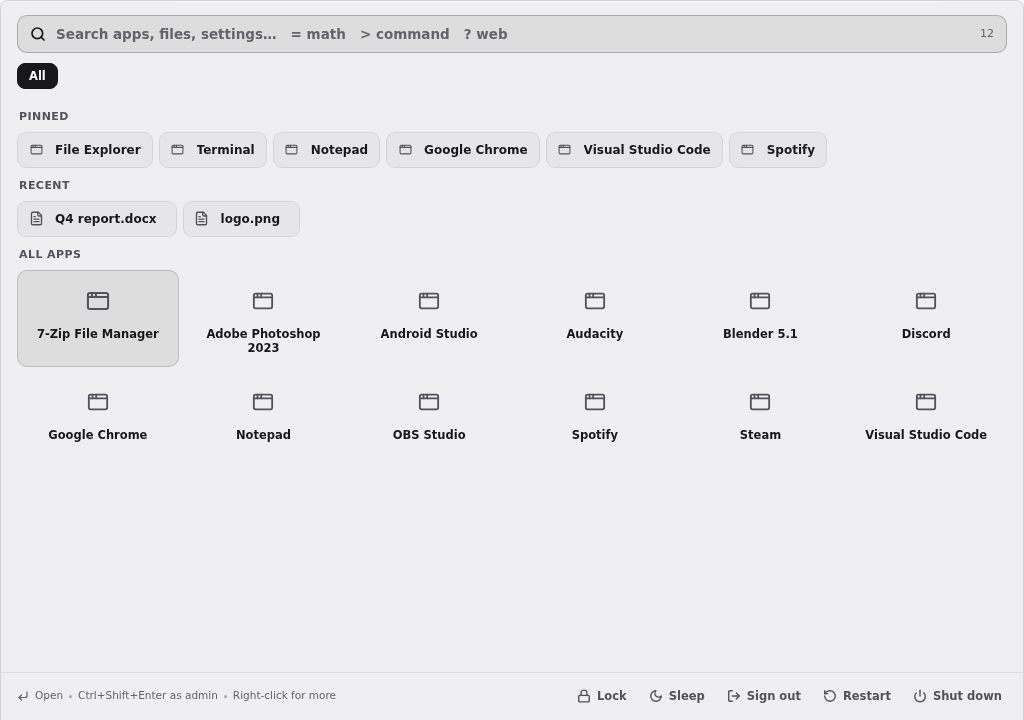 Search apps, files, settings… = math > command ? web 12
All
PINNED
File Explorer Terminal Notepad Google Chrome Visual Studio Code Spotify
RECENT
Q4 report.docx logo.png
ALL APPS
7-Zip File Manager Adobe Photoshop 2023 Android Studio Audacity Blender 5.1 Discord
Google Chrome Notepad OBS Studio Spotify Steam Visual Studio Code
Open • Ctrl+Shift+Enter as admin • Right-click for more Lock Sleep Sign out Restart Shut down